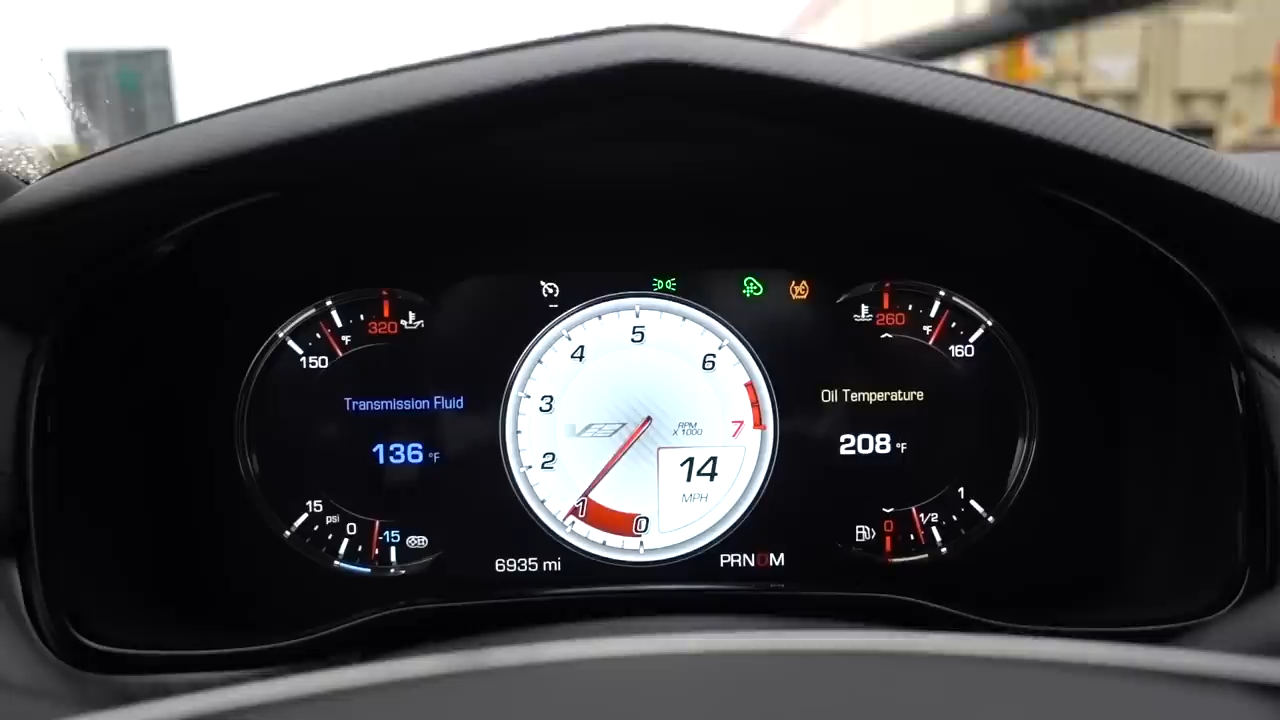 320
°F
150
Transmission Fluid
136 °F
15
psi
0
-15
5
4
6
3
7
RPM
X 1000
2
14
MPH
1
0
6935 mi
PRNDM
260
°F
160
Oil Temperature
208 °F
1
1/2
0